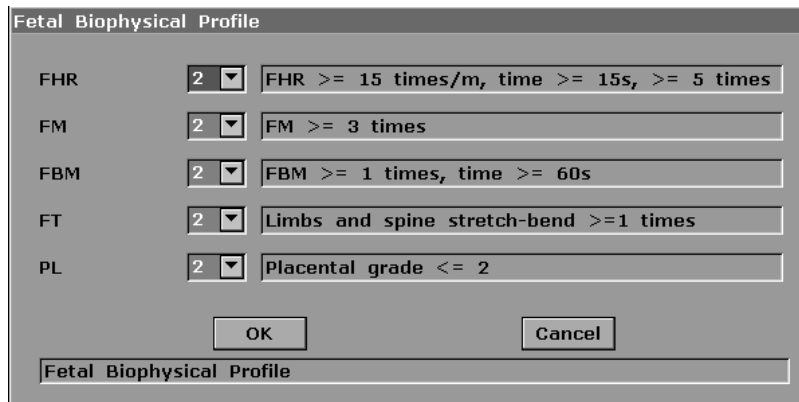 Fetal Biophysical Profile
FHR 2 FHR >= 15 times/m, time >= 15s, >= 5 times
FM 2 FM >= 3 times
FBM 2 FBM >= 1 times, time >= 60s
FT 2 Limbs and spine stretch-bend >=1 times
PL 2 Placental grade <= 2
OK Cancel
Fetal Biophysical Profile